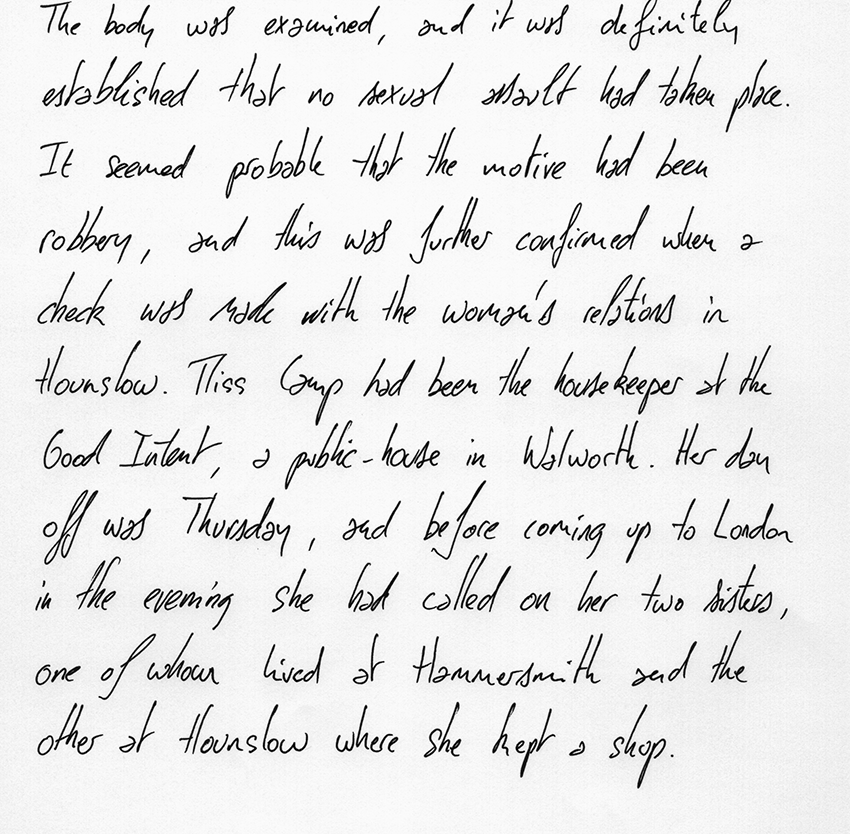 The body was examined, and it was definitely
established that no sexual assault had taken place.
It seemed probable that the motive had been
robbery, and this was further confirmed when a
check was made with the woman's relations in
Hounslow. Miss Camp had been the housekeeper at the
Good Intent, a public-house in Walworth. Her day
off was Thursday, and before coming up to London
in the evening she had called on her two sisters,
one of whom lived at Hammersmith and the
other at Hounslow where she kept a shop.